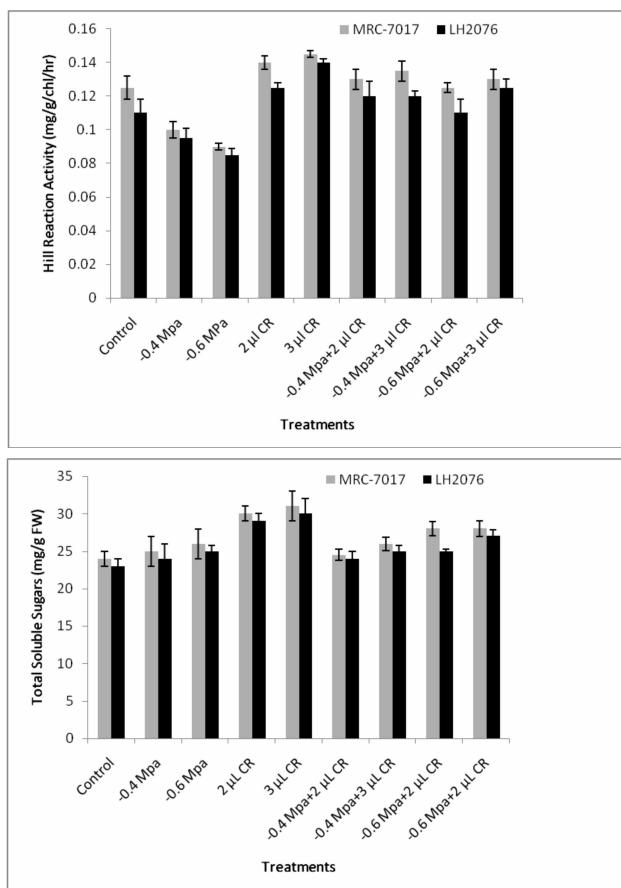 0.16
MRC-7017 LH2076
0.14
0.12
0.1
0.08
0.06
0.04
0.02
0
Hill Reaction Activity (mg/g/chl/hr)
Control
-0.4 Mpa
-0.6 MPa
2 µl CR
3 µl CR
-0.4 Mpa+2 µl CR
-0.4 Mpa+3 µl CR
-0.6 Mpa+2 µl CR
-0.6 Mpa+3 µl CR
Treatments
35
MRC-7017 LH2076
30
25
20
15
10
5
0
Total Soluble Sugars (mg/g FW)
Control
-0.4 Mpa
-0.6 Mpa
2 µL CR
3 µL CR
-0.4 Mpa+2 µL CR
-0.4 Mpa+3 µL CR
-0.6 Mpa+2 µL CR
-0.6 Mpa+2 µL CR
Treatments